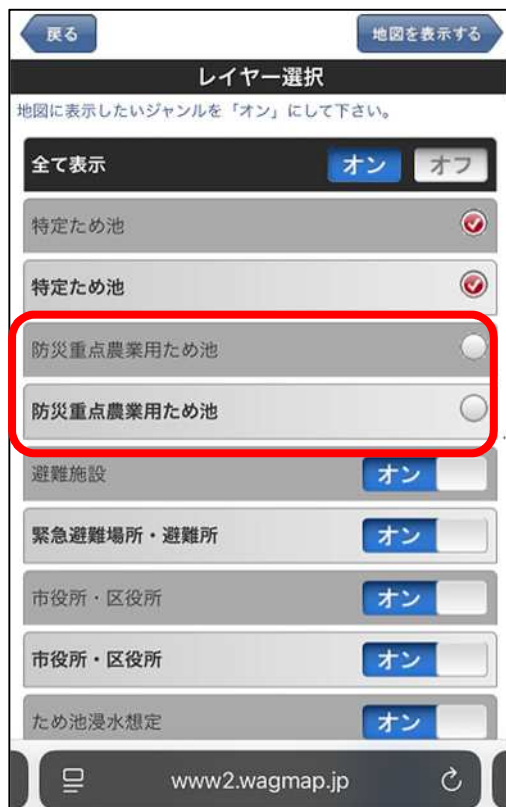 戻る
地図を表示する
レイヤー選択
地図に表示したいジャンルを「オン」にして下さい。
全て表示 オン オフ
特定ため池
特定ため池
防災重点農業用ため池
防災重点農業用ため池
避難施設 オン
緊急避難場所・避難所 オン
市役所・区役所 オン
市役所・区役所 オン
ため池浸水想定 オン
www2.wagmap.jp